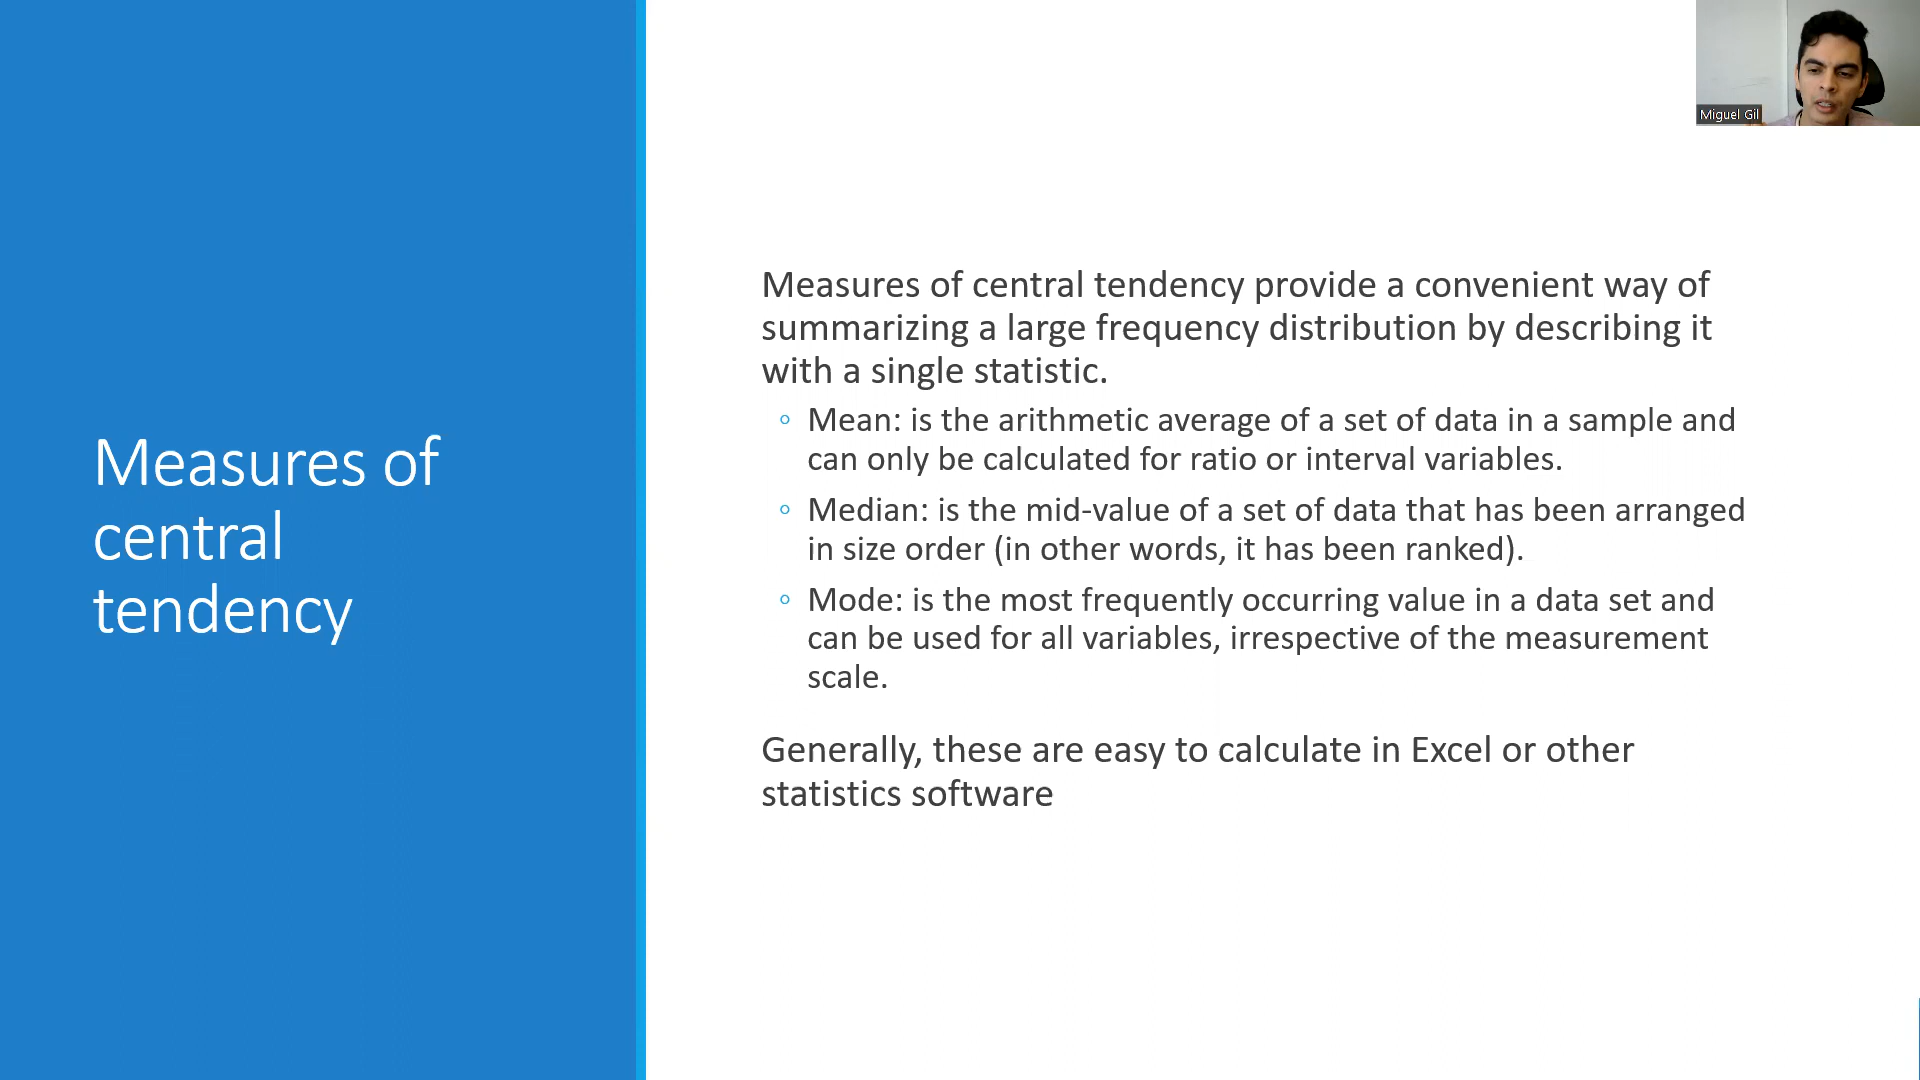 Measures of
central
tendency
Measures of central tendency provide a convenient way of
summarizing a large frequency distribution by describing it
with a single statistic.
◦ Mean: is the arithmetic average of a set of data in a sample and
can only be calculated for ratio or interval variables.
◦ Median: is the mid-value of a set of data that has been arranged
in size order (in other words, it has been ranked).
◦ Mode: is the most frequently occurring value in a data set and
can be used for all variables, irrespective of the measurement
scale.
Generally, these are easy to calculate in Excel or other
statistics software
Miguel Gil